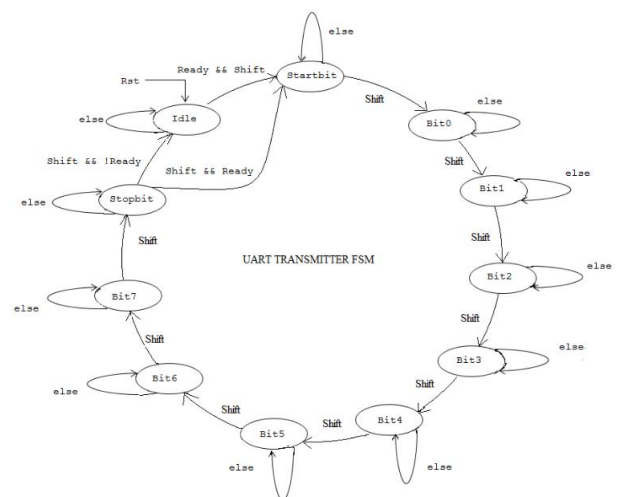 else
Ready && Shift
Startbit
Rst
Shift
else
else
Idle
Bit0
Shift
else
Shift && !Ready
Shift && Ready
Bit1
else
Stopbit
Shift
Shift
UART TRANSMITTER FSM
else
Bit2
else
Bit7
Shift
else
Bit3
Shift
else
Bit6
Shift
Shift
Bit4
Shift
Bit5
else
else